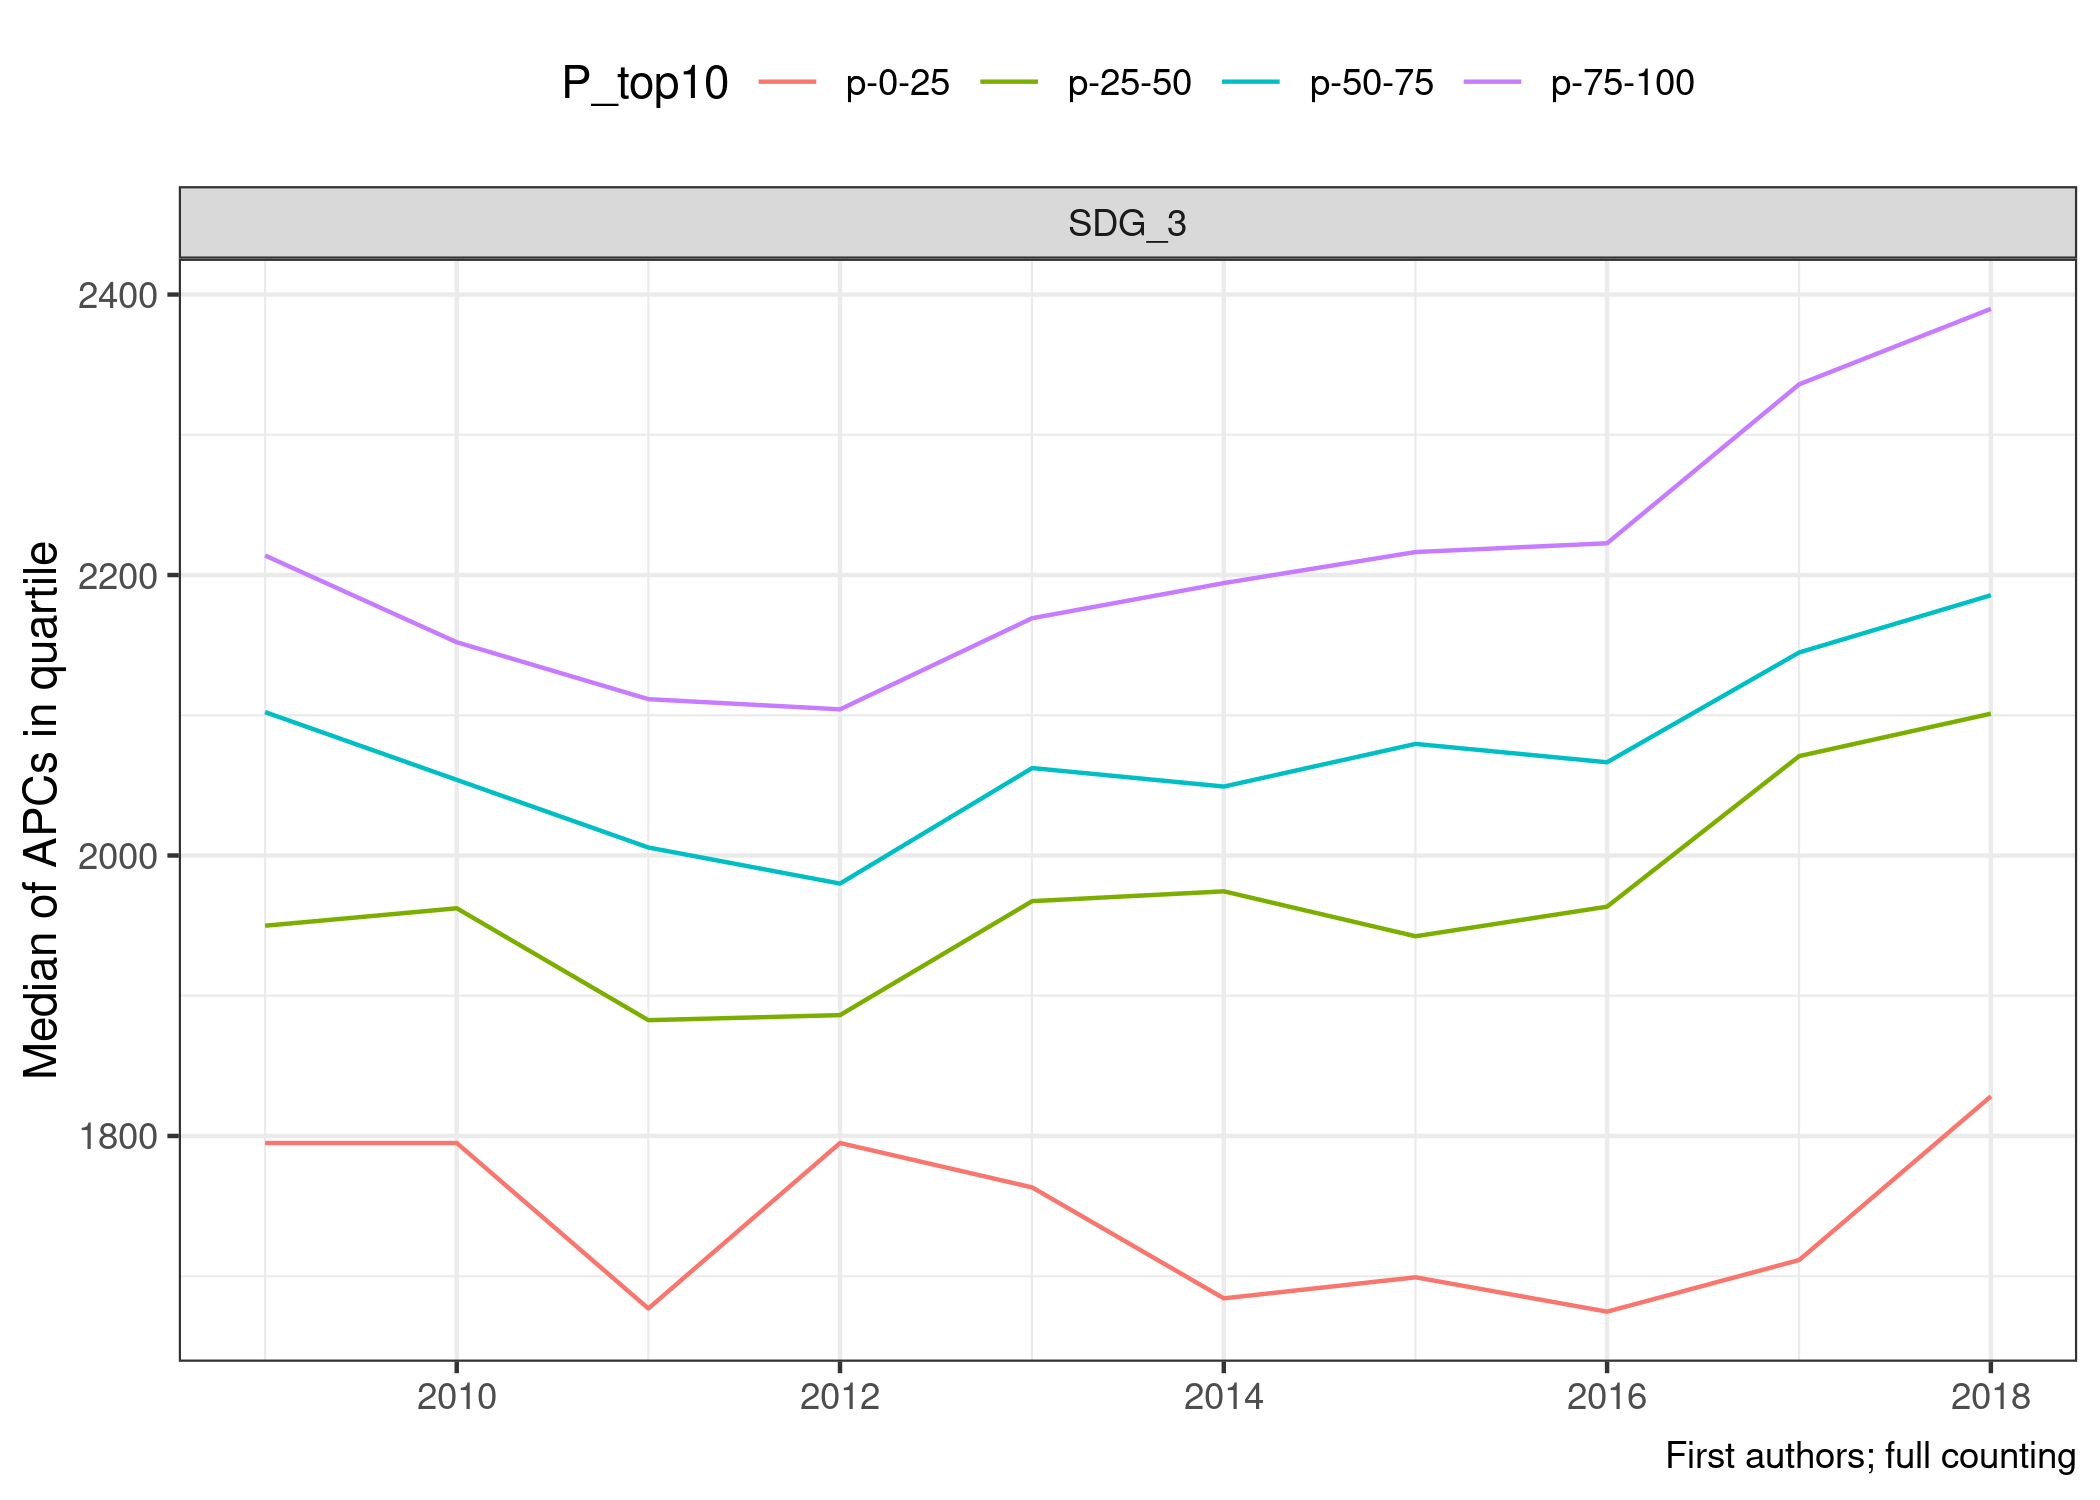 P_top10 p-0-25 p-25-50 p-50-75 p-75-100
SDG_3
Median of APCs in quartile
2400
2200
2000
1800
2010 2012 2014 2016 2018
First authors; full counting